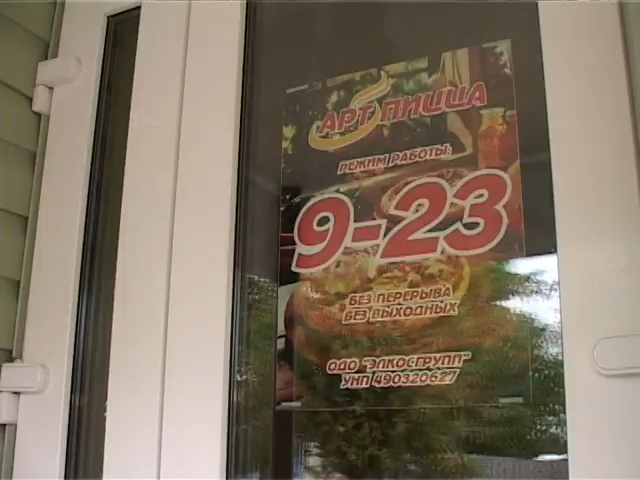 АРТ ПИЦЦА
РЕЖИМ РАБОТЫ:
9-23
БЕЗ ПЕРЕРЫВА
БЕЗ ВЫХОДНЫХ
ОДО "ЭЛКОСГРУПП"
УНП 490320627